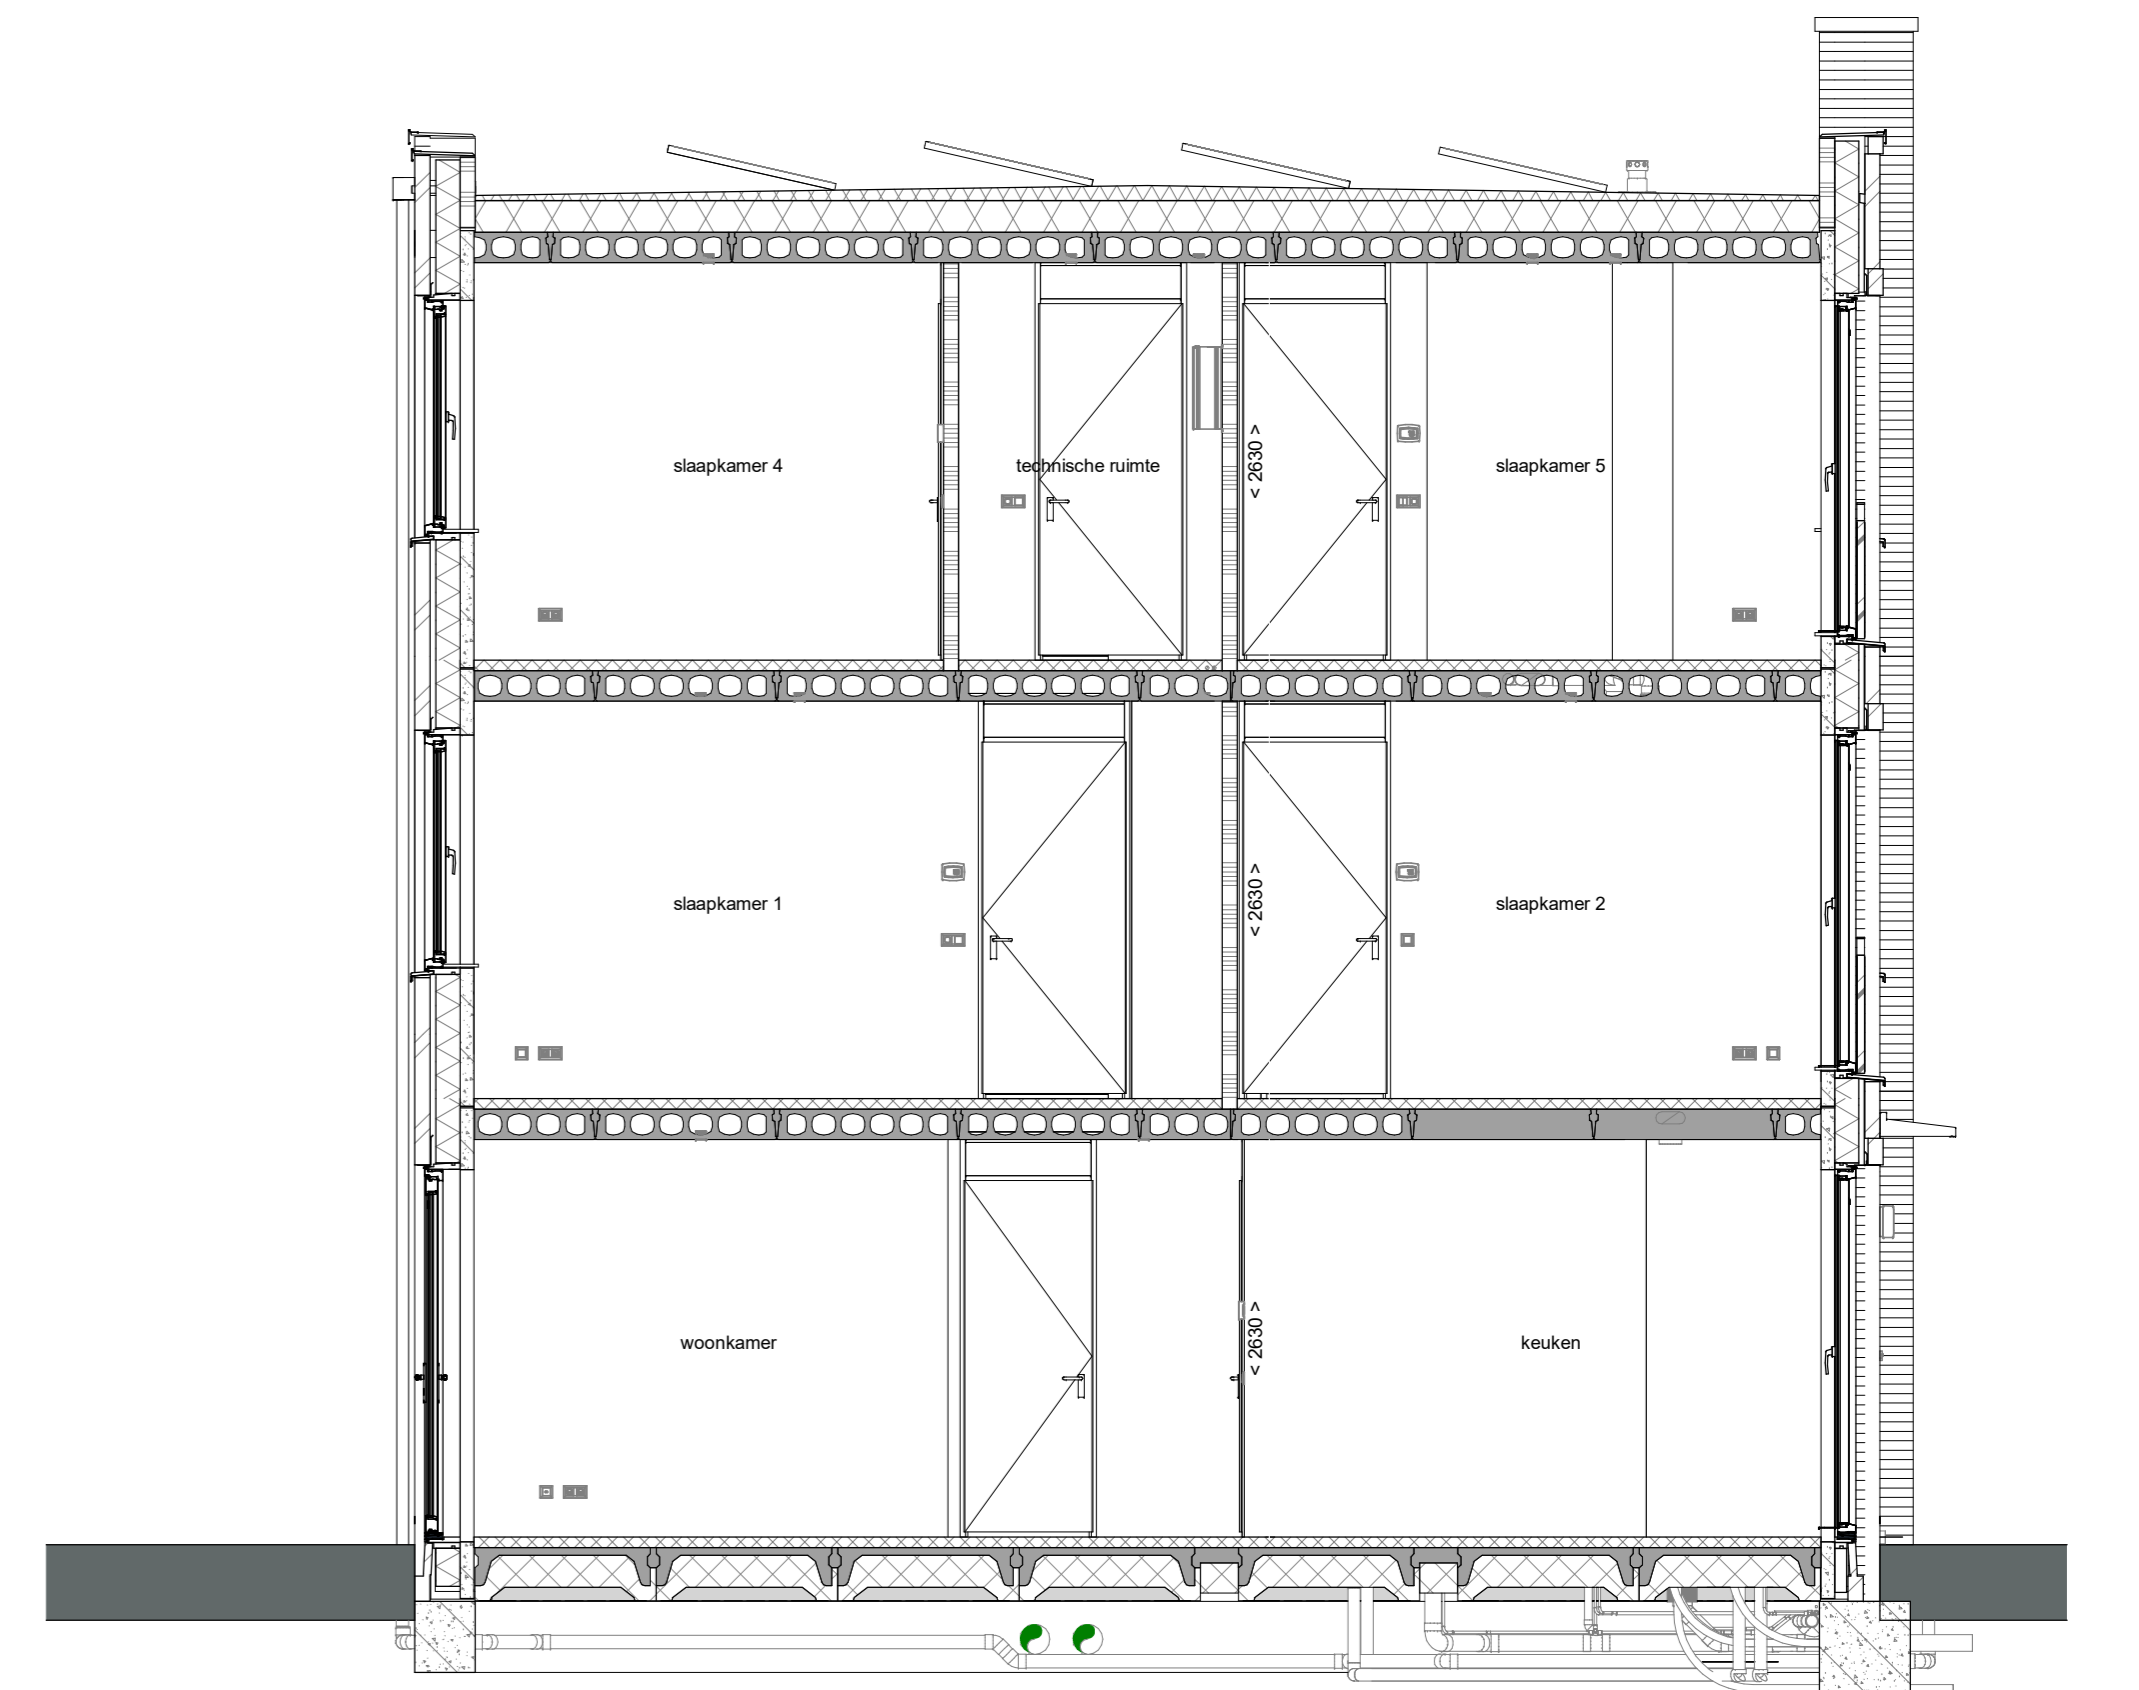 slaapkamer 4
technische ruimte
< 2630 >
slaapkamer 5
slaapkamer 1
< 2630 >
slaapkamer 2
woonkamer
< 2630 >
keuken